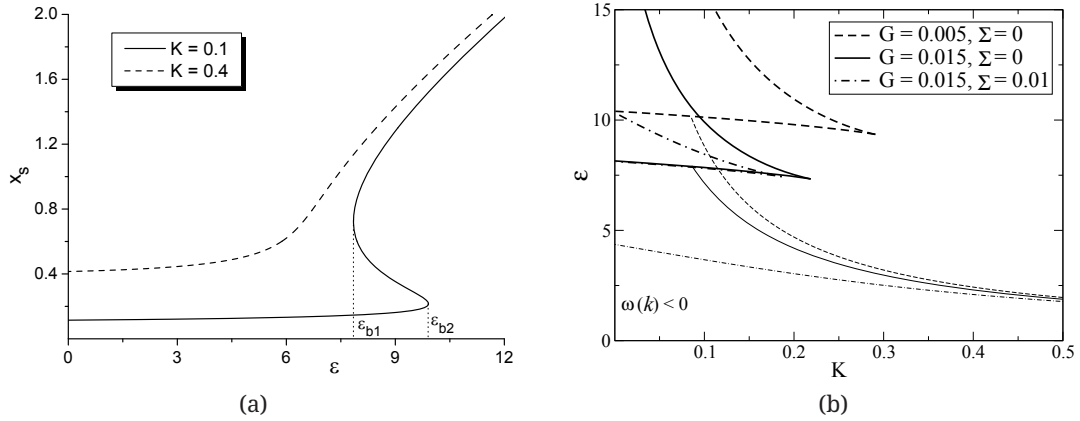 2.0
1.6
1.2
0.8
0.4
x_s
K = 0.1
K = 0.4
ε_b1
ε_b2
0 3 6 9 12
ε
(a)
15
10
5
0
ε
G = 0.005, Σ = 0
G = 0.015, Σ = 0
G = 0.015, Σ = 0.01
ω(k) < 0
0.1 0.2 0.3 0.4 0.5
K
(b)